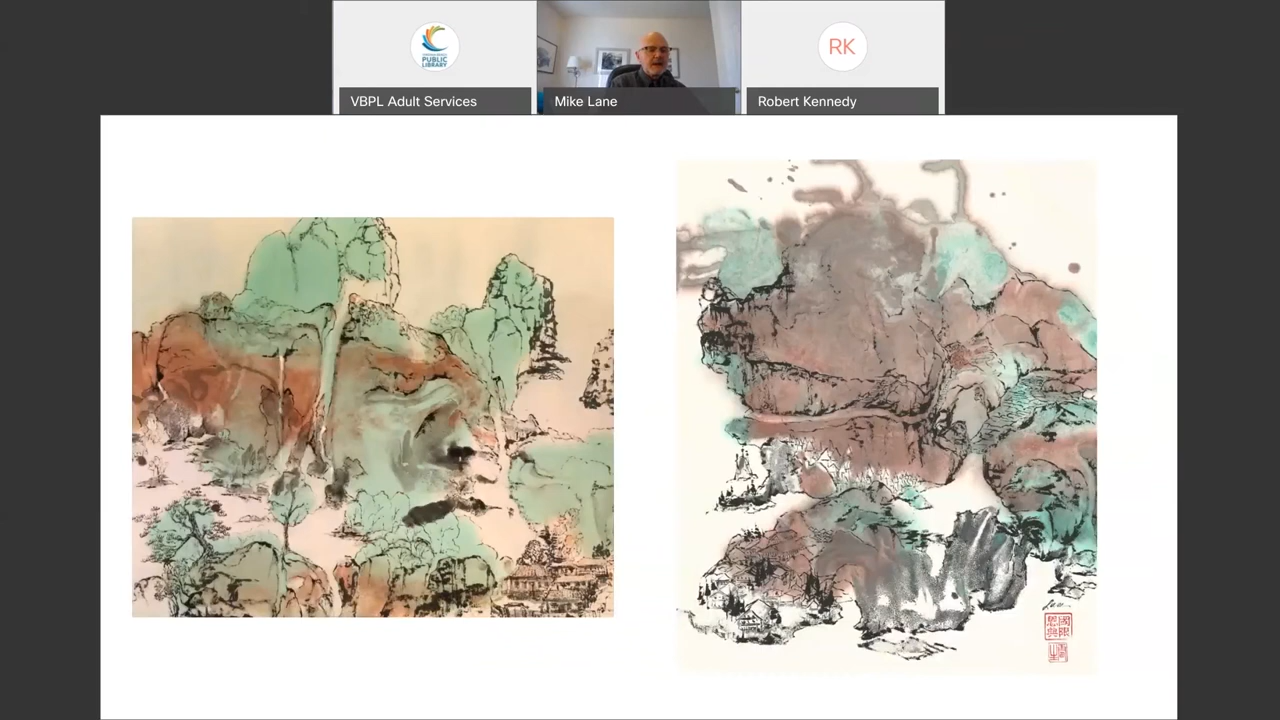 PUBLIC
LIBRARY
VBPL Adult Services
Mike Lane
RK
Robert Kennedy